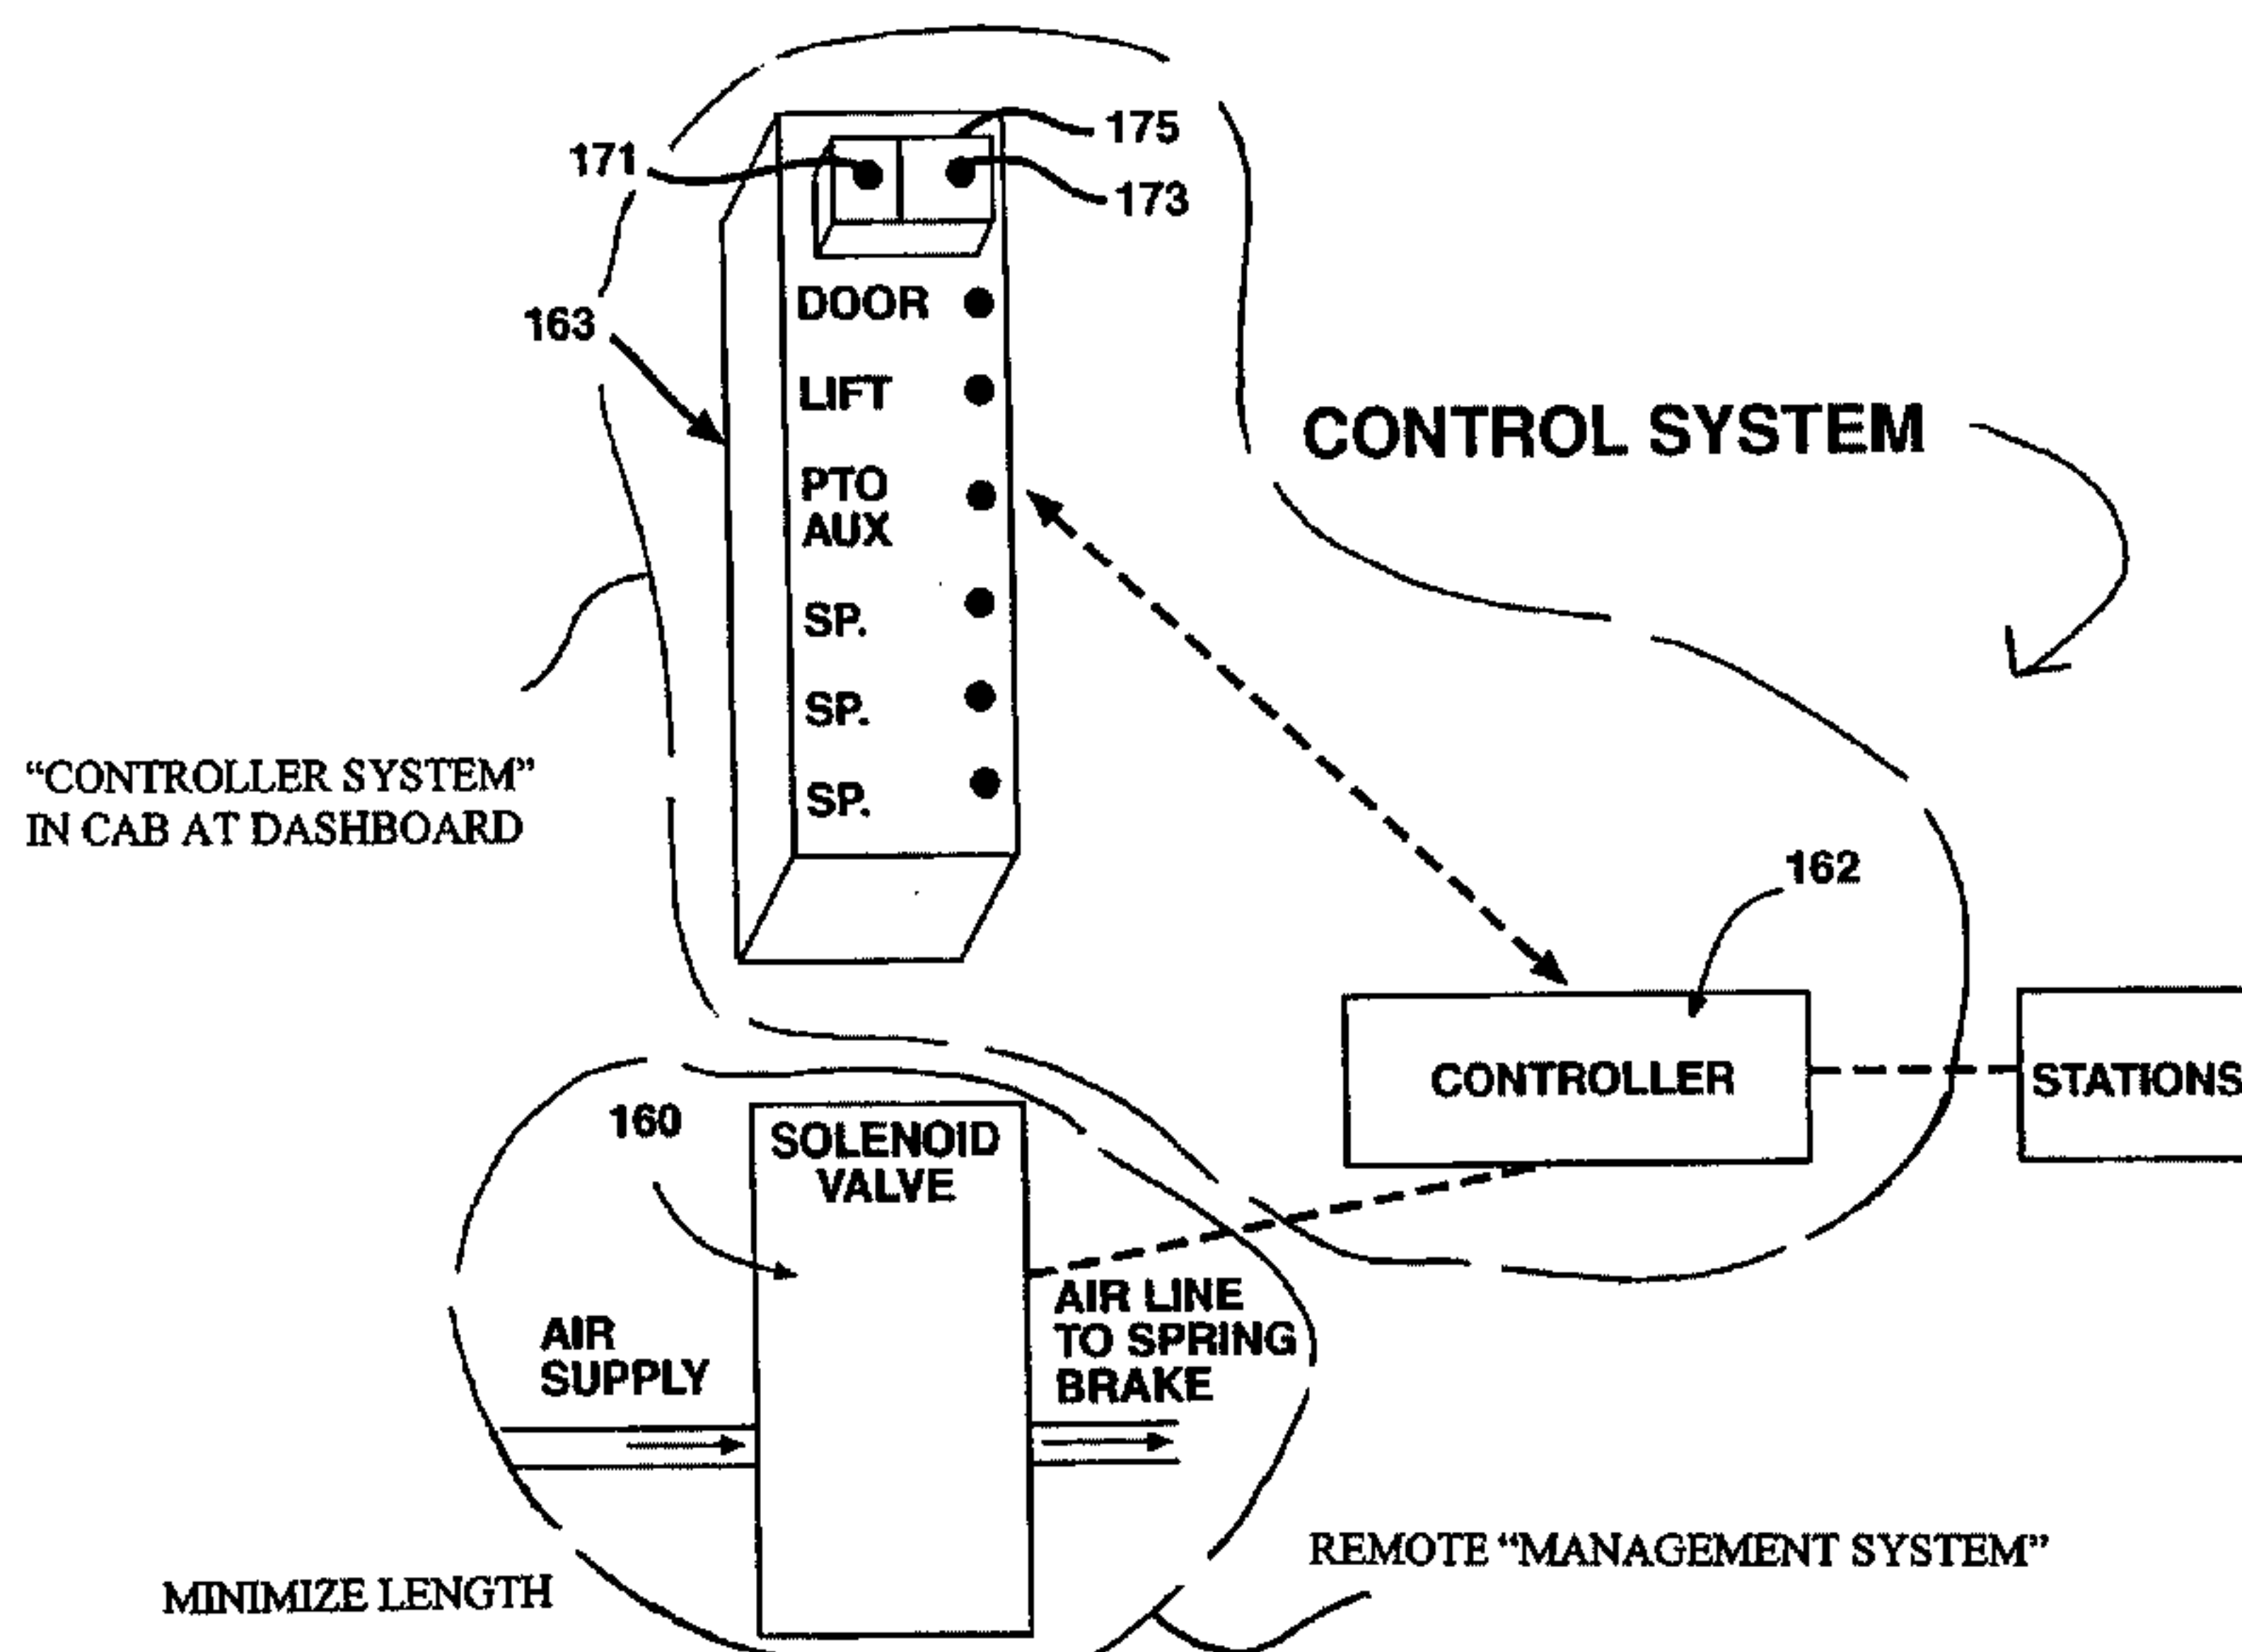 175
171
173
DOOR
163
LIFT
CONTROL SYSTEM
PTO
AUX
SP.
SP.
"CONTROLLER SYSTEM"
IN CAB AT DASHBOARD
SP.
162
CONTROLLER
STATIONS
160
SOLENOID
VALVE
AIR LINE
TO SPRING
BRAKE
AIR
SUPPLY
REMOTE "MANAGEMENT SYSTEM"
MINIMIZE LENGTH